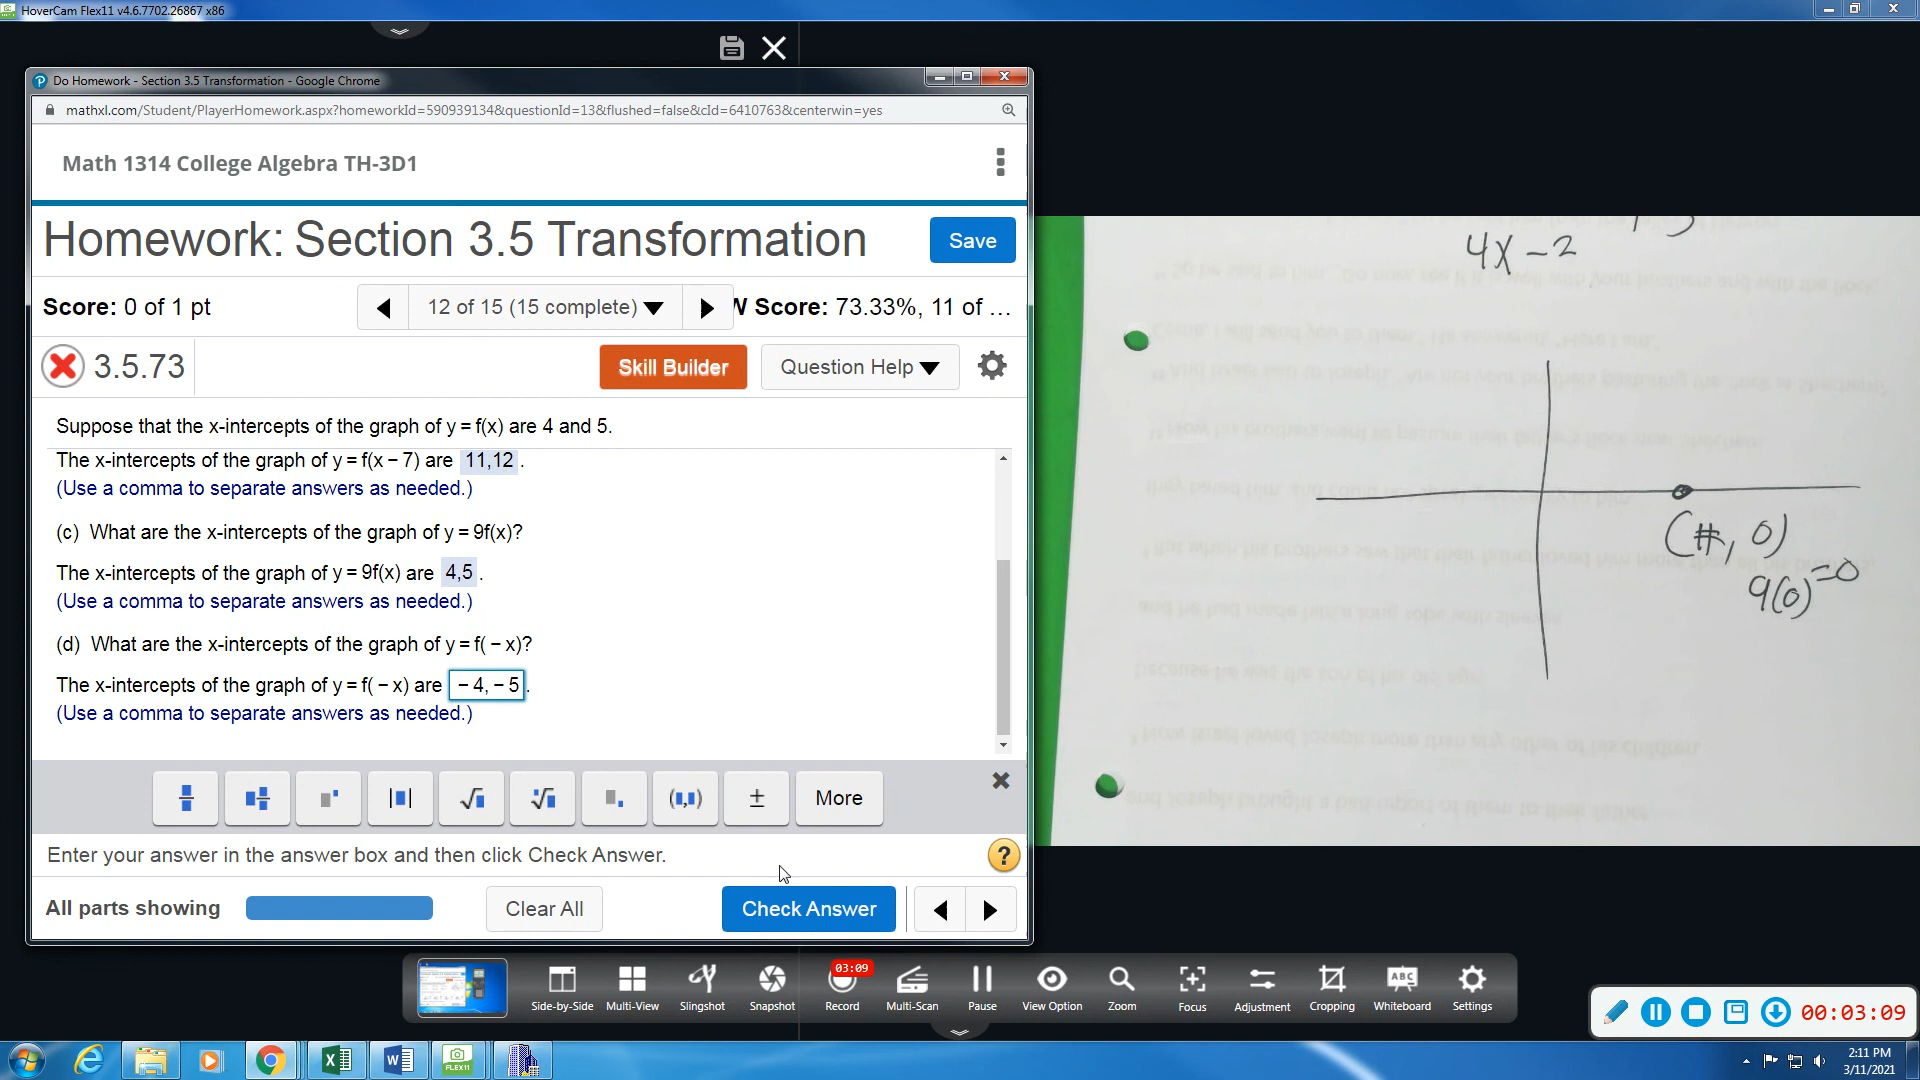 HoverCam Flex11 v4.6.7702.26867 x86
Do Homework - Section 3.5 Transformation - Google Chrome
mathxl.com/Student/PlayerHomework.aspx?homeworkId=590939134&questionId=13&flushed=false&cId=6410763&centerwin=yes
Math 1314 College Algebra TH-3D1
Homework: Section 3.5 Transformation
Save
Score: 0 of 1 pt
12 of 15 (15 complete)
W Score: 73.33%, 11 of ...
3.5.73
Skill Builder
Question Help
Suppose that the x-intercepts of the graph of y = f(x) are 4 and 5.
The x-intercepts of the graph of y = f(x − 7) are 11,12 .
(Use a comma to separate answers as needed.)
(c) What are the x-intercepts of the graph of y = 9f(x)?
The x-intercepts of the graph of y = 9f(x) are 4,5 .
(Use a comma to separate answers as needed.)
(d) What are the x-intercepts of the graph of y = f( − x)?
The x-intercepts of the graph of y = f( − x) are − 4, − 5 .
(Use a comma to separate answers as needed.)
More
Enter your answer in the answer box and then click Check Answer.
?
All parts showing
Clear All
Check Answer
4x - 2
(#, 0)
9(0) = 0
03:09
Side-by-Side
Multi-View
Slingshot
Snapshot
Record
Multi-Scan
Pause
View Option
Zoom
Focus
Adjustment
Cropping
ABC
Whiteboard
Settings
00:03:09
FLEX11
2:11 PM
3/11/2021